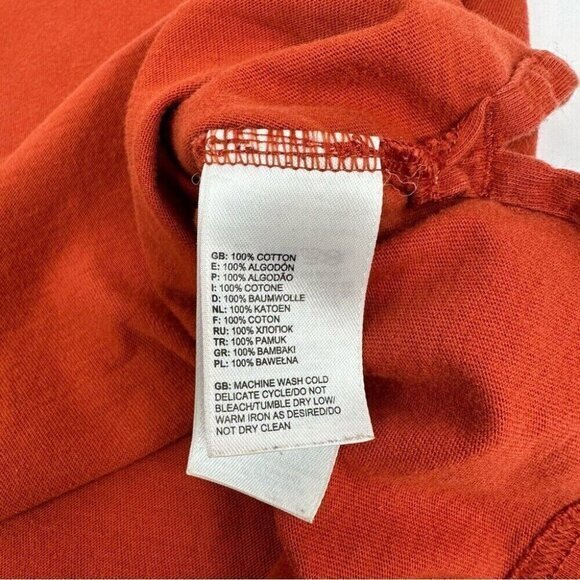 GB: 100% COTTON
E: 100% ALGODÓN
P: 100% ALGODÃO
I: 100% COTONE
D: 100% BAUMWOLLE
NL: 100% KATOEN
F: 100% COTON
RU: 100% ХЛОПОК
TR: 100% PAMUK
GR: 100% ΒΑΜΒΑΚΙ
PL: 100% BAWEŁNA
GB: MACHINE WASH COLD
DELICATE CYCLE/DO NOT
BLEACH/TUMBLE DRY LOW/
WARM IRON AS DESIRED/DO
NOT DRY CLEAN